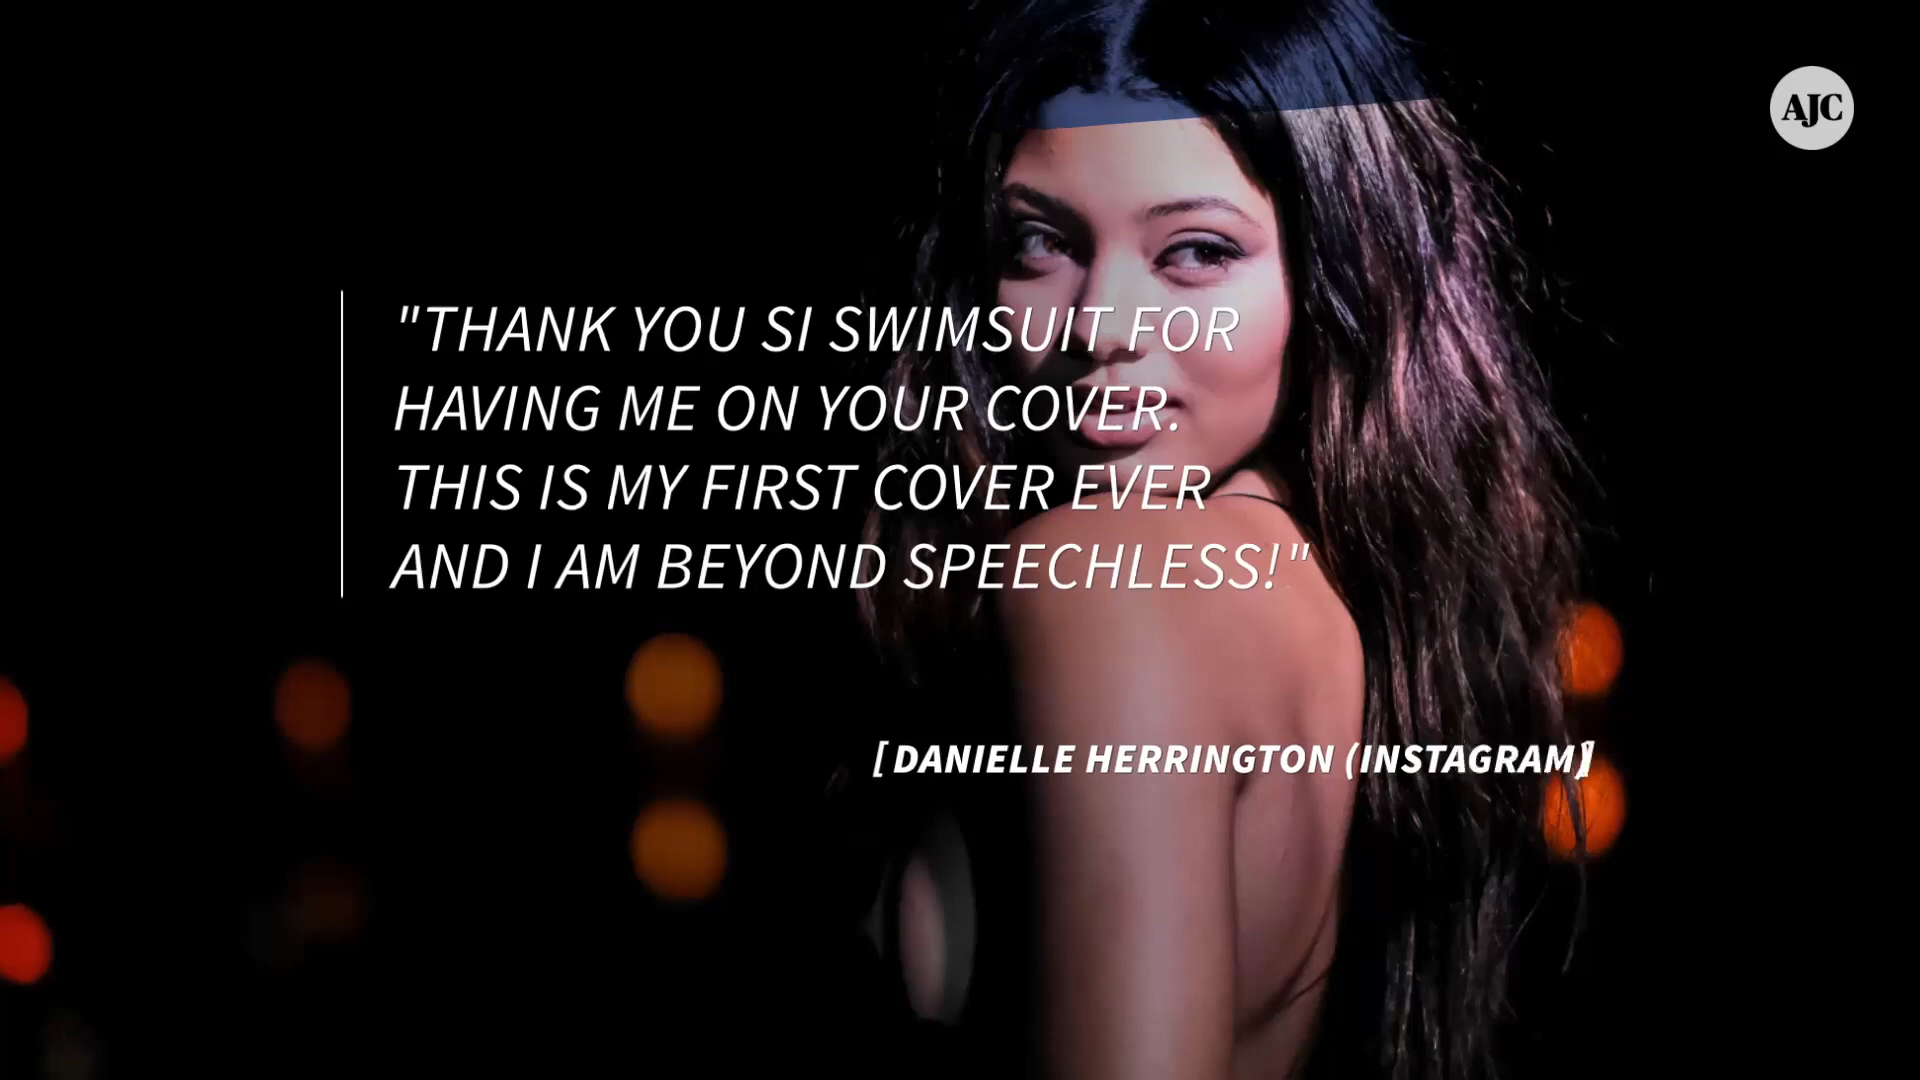 AJC
"THANK YOU SI SWIMSUIT FOR
HAVING ME ON YOUR COVER.
THIS IS MY FIRST COVER EVER
AND I AM BEYOND SPEECHLESS!"
[DANIELLE HERRINGTON (INSTAGRAM)]